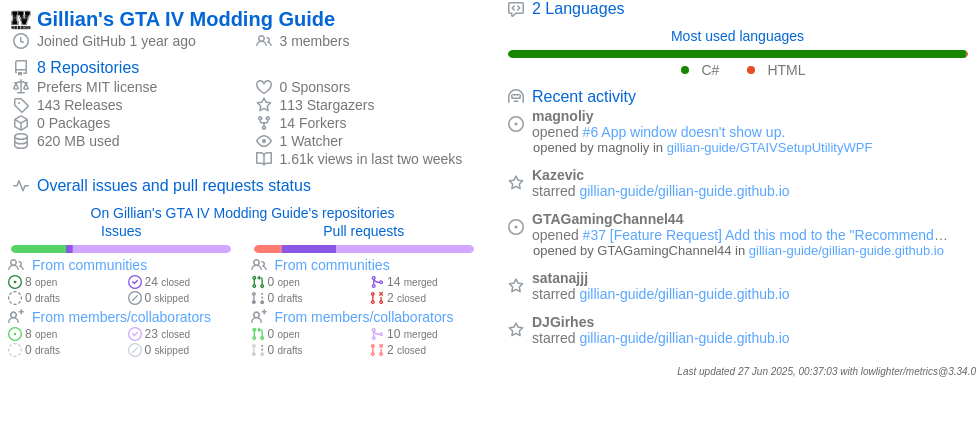 IV
Gillian's GTA IV Modding Guide
Joined GitHub 1 year ago
3 members
8 Repositories
Prefers MIT license
143 Releases
0 Packages
620 MB used
0 Sponsors
113 Stargazers
14 Forkers
1 Watcher
1.61k views in last two weeks
Overall issues and pull requests status
On Gillian's GTA IV Modding Guide's repositories
Issues
From communities
8 open
24 closed
0 drafts
0 skipped
From members/collaborators
8 open
23 closed
0 drafts
0 skipped
Pull requests
From communities
0 open
14 merged
0 drafts
2 closed
From members/collaborators
0 open
10 merged
0 drafts
2 closed
2 Languages
Most used languages
C#
HTML
Recent activity
magnoliy
opened #6 App window doesn't show up.
opened by magnoliy in gillian-guide/GTAIVSetupUtilityWPF
Kazevic
starred gillian-guide/gillian-guide.github.io
GTAGamingChannel44
opened #37 [Feature Request] Add this mod to the "Recommend…
opened by GTAGamingChannel44 in gillian-guide/gillian-guide.github.io
satanajjj
starred gillian-guide/gillian-guide.github.io
DJGirhes
starred gillian-guide/gillian-guide.github.io
Last updated 27 Jun 2025, 00:37:03 with lowlighter/metrics@3.34.0